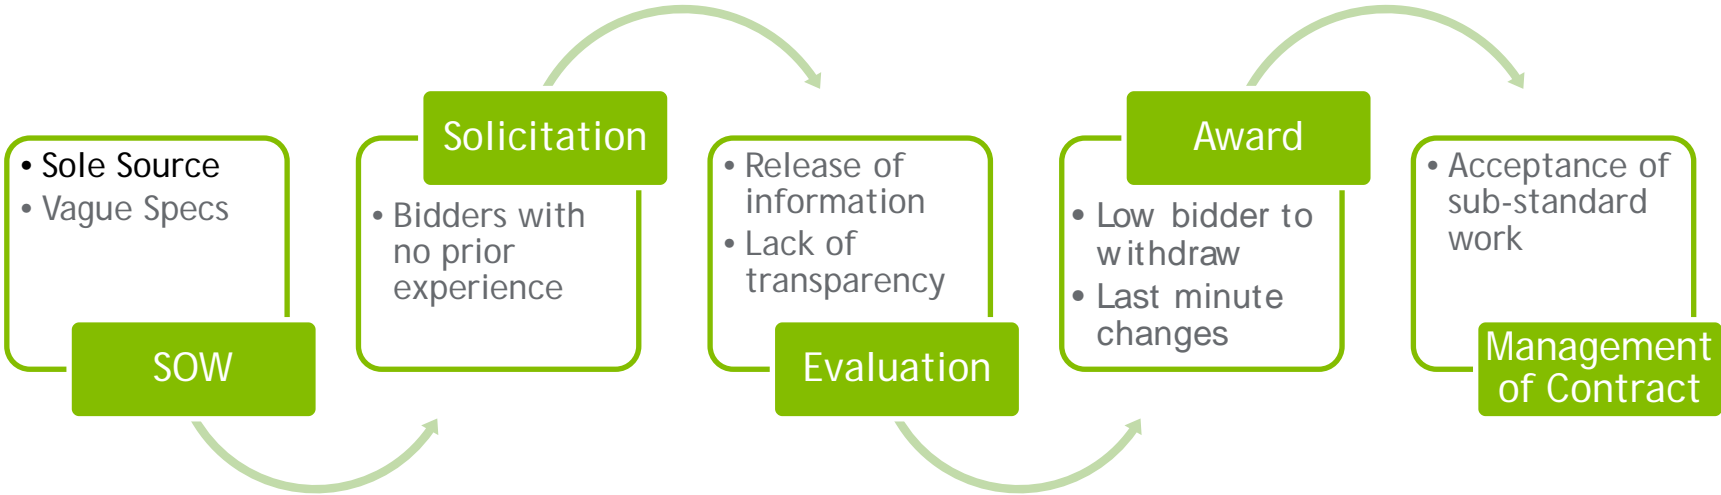 • Sole Source
• Vague Specs
SOW
Solicitation
• Bidders with
no prior
experience
• Release of
information
• Lack of
transparency
Evaluation
Award
• Low bidder to
withdraw
• Last minute
changes
• Acceptance of
sub-standard
work
Management
of Contract